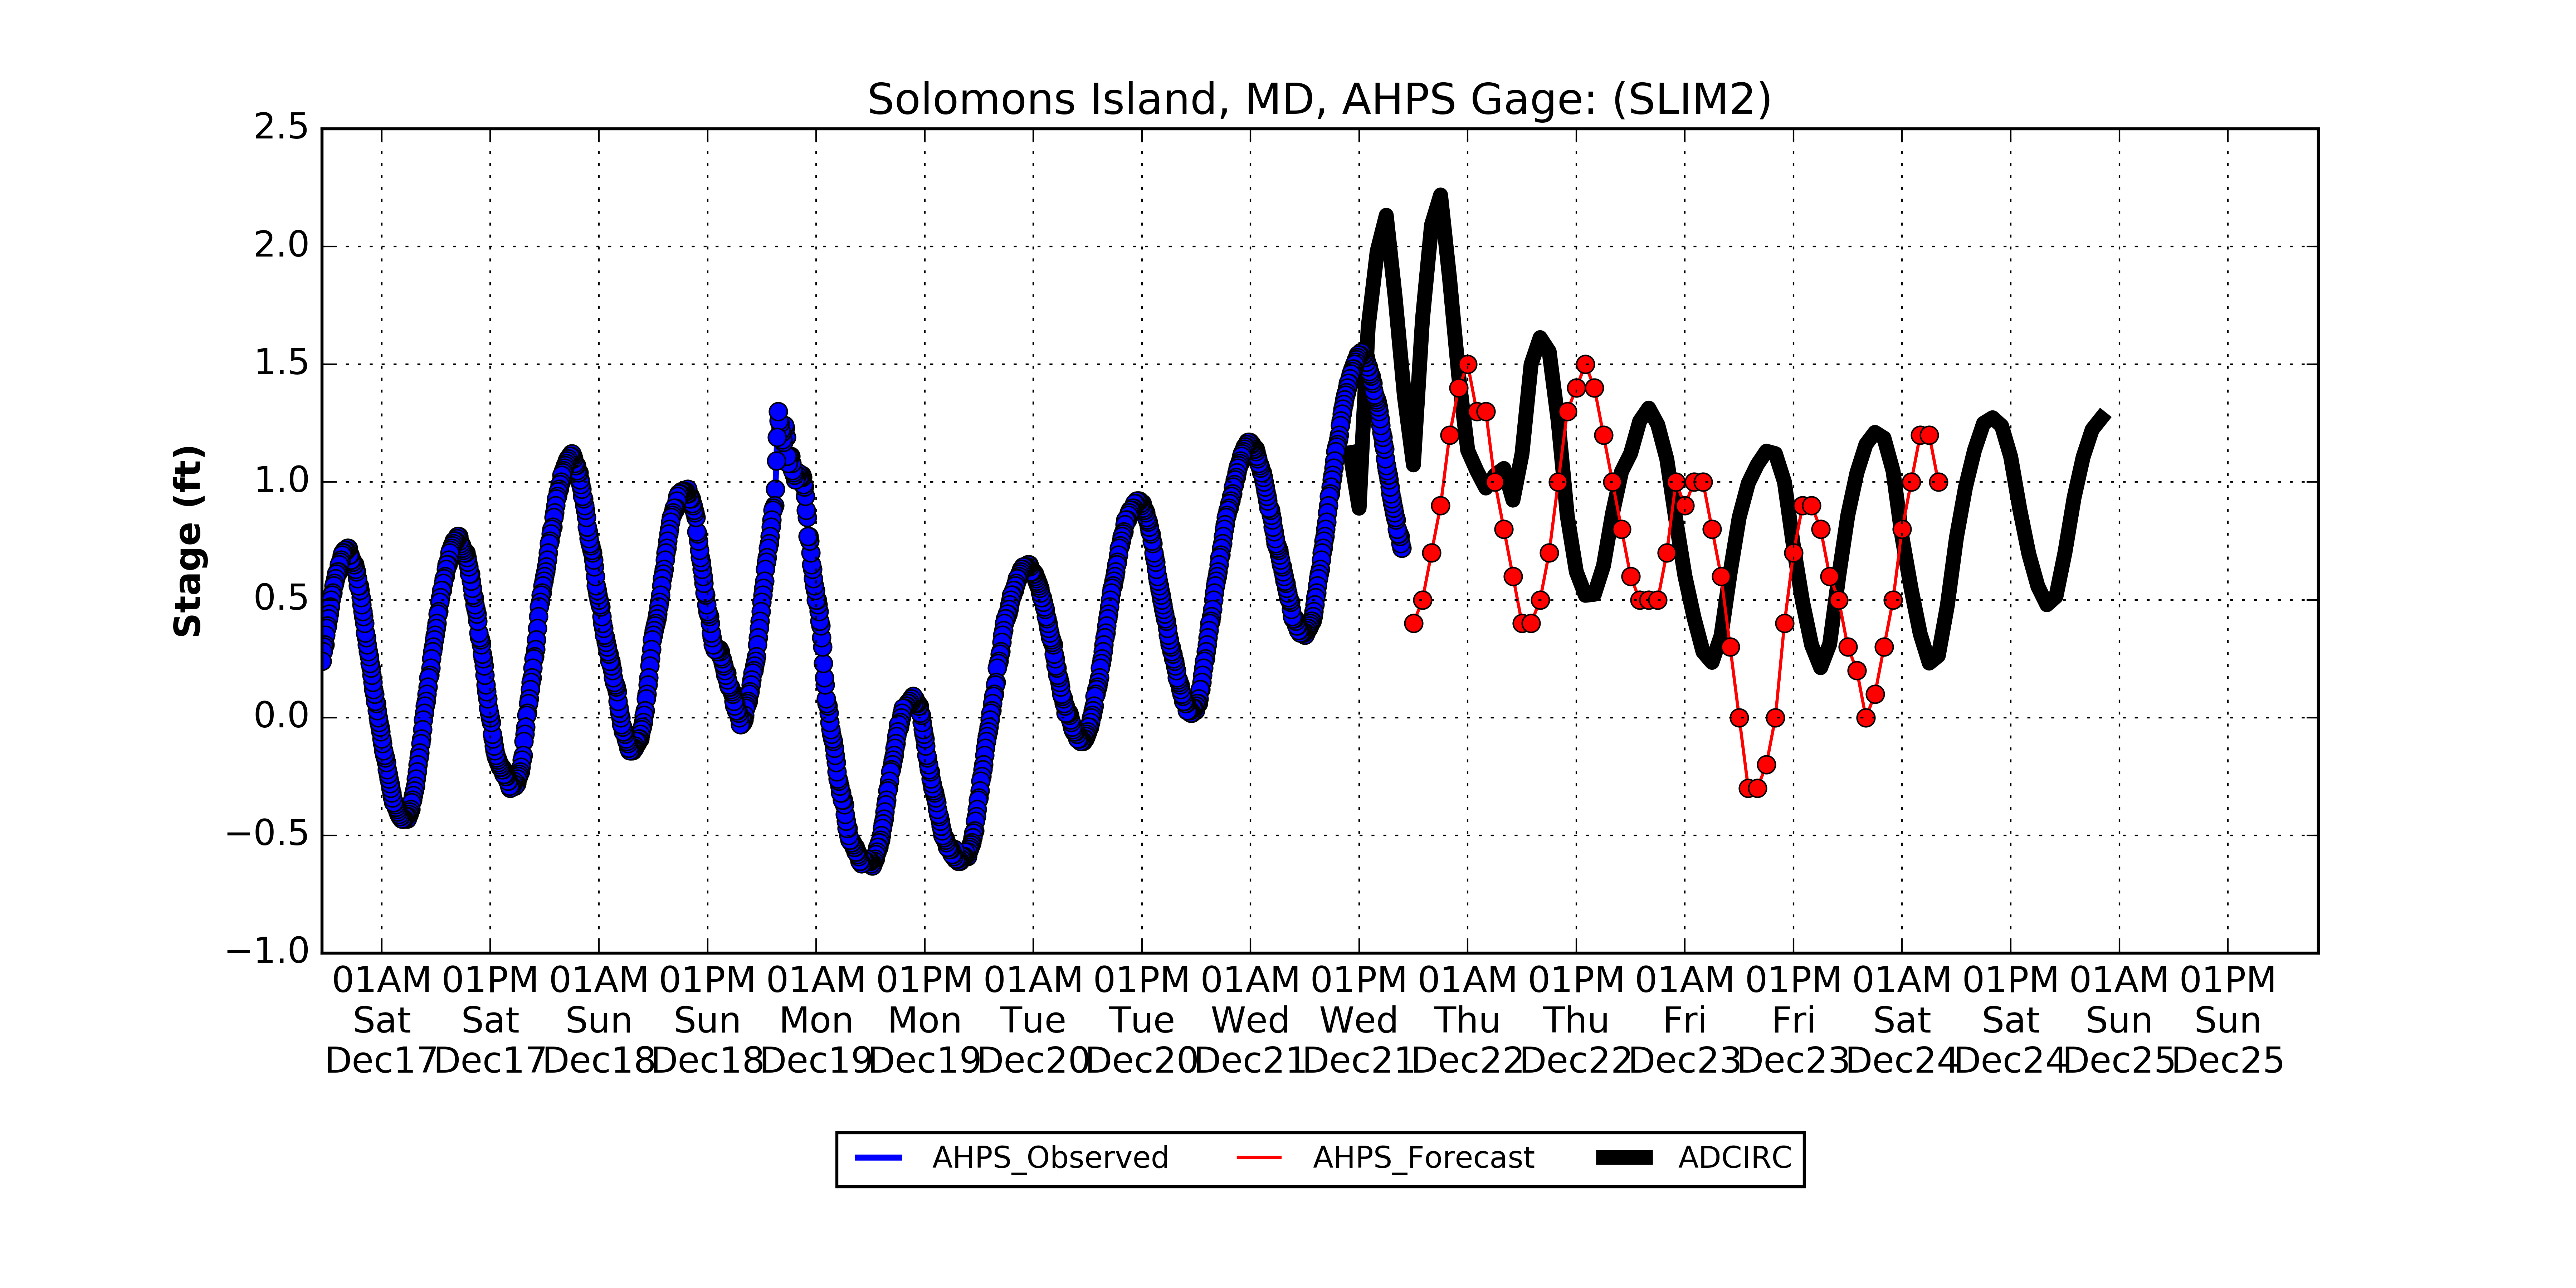 Solomons Island, MD, AHPS Gage: (SLIM2)
2.5
2.0
1.5
1.0
0.5
0.0
−0.5
−1.0
Stage (ft)
01AM 01PM 01AM 01PM 01AM 01PM 01AM 01PM 01AM 01PM 01AM 01PM 01AM 01PM 01AM 01PM 01AM 01PM
Sat Sat Sun Sun Mon Mon Tue Tue Wed Wed Thu Thu Fri Fri Sat Sat Sun Sun
Dec17 Dec17 Dec18 Dec18 Dec19 Dec19 Dec20 Dec20 Dec21 Dec21 Dec22 Dec22 Dec23 Dec23 Dec24 Dec24 Dec25 Dec25
AHPS_Observed AHPS_Forecast ADCIRC